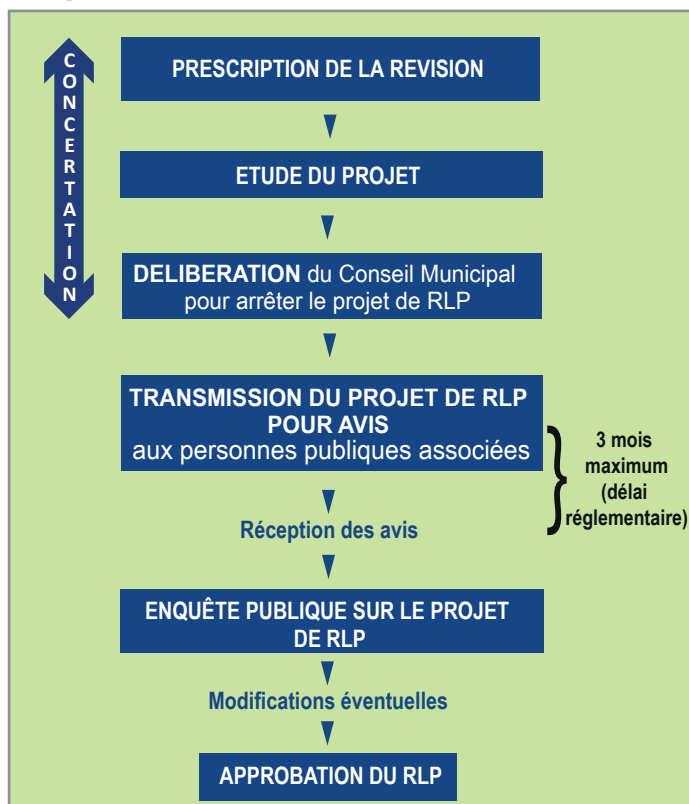 CONCERTATION
PRESCRIPTION DE LA REVISION
ETUDE DU PROJET
DELIBERATION du Conseil Municipal
pour arrêter le projet de RLP
TRANSMISSION DU PROJET DE RLP
POUR AVIS
aux personnes publiques associées
3 mois
maximum
(délai
réglementaire)
Réception des avis
ENQUÊTE PUBLIQUE SUR LE PROJET
DE RLP
Modifications éventuelles
APPROBATION DU RLP